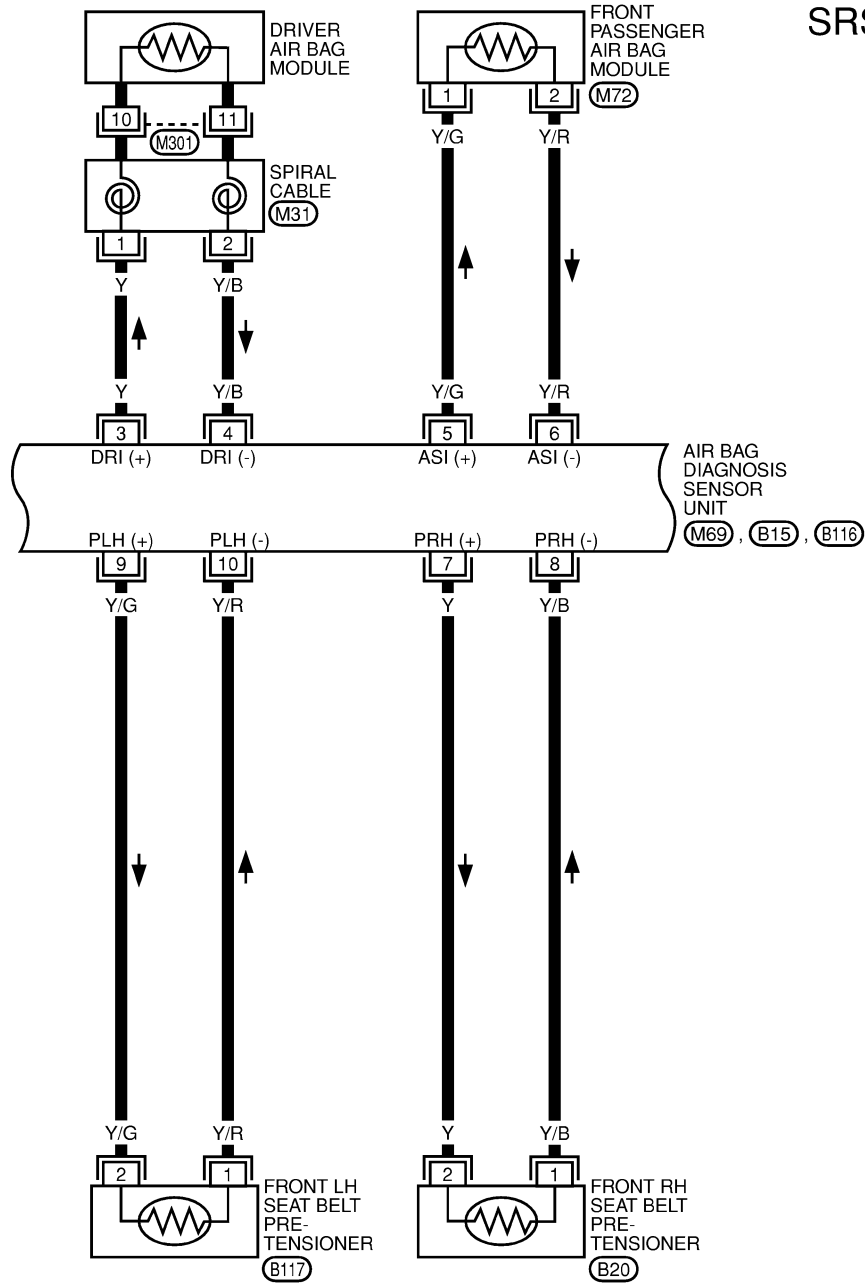 SRS
DRIVER
AIR BAG
MODULE
FRONT
PASSENGER
AIR BAG
MODULE
M72
10
11
M301
1
2
Y/G
Y/R
SPIRAL
CABLE
M31
1
2
Y
Y/B
Y
Y/B
Y/G
Y/R
3
4
5
6
DRI (+)
DRI (-)
ASI (+)
ASI (-)
AIR BAG
DIAGNOSIS
SENSOR
UNIT
M69 , B15 , B116
PLH (+)
PLH (-)
PRH (+)
PRH (-)
9
10
7
8
Y/G
Y/R
Y
Y/B
Y/G
Y/R
Y
Y/B
2
1
2
1
FRONT LH
SEAT BELT
PRE-
TENSIONER
B117
FRONT RH
SEAT BELT
PRE-
TENSIONER
B20